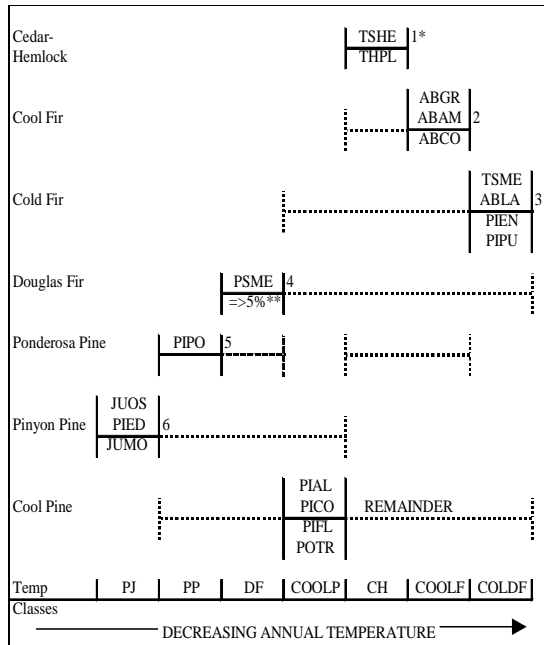 Cedar-
Hemlock
TSHE 1*
THPL
Cool Fir
ABGR
ABAM 2
ABCO
Cold Fir
TSME
ABLA 3
PIEN
PIPU
Douglas Fir
PSME 4
=>5%**
Ponderosa Pine PIPO 5
Pinyon Pine
JUOS
PIED 6
JUMO
Cool Pine
PIAL
PICO REMAINDER
PIFL
POTR
Temp PJ PP DF COOLP CH COOLF COLDF
Classes
DECREASING ANNUAL TEMPERATURE